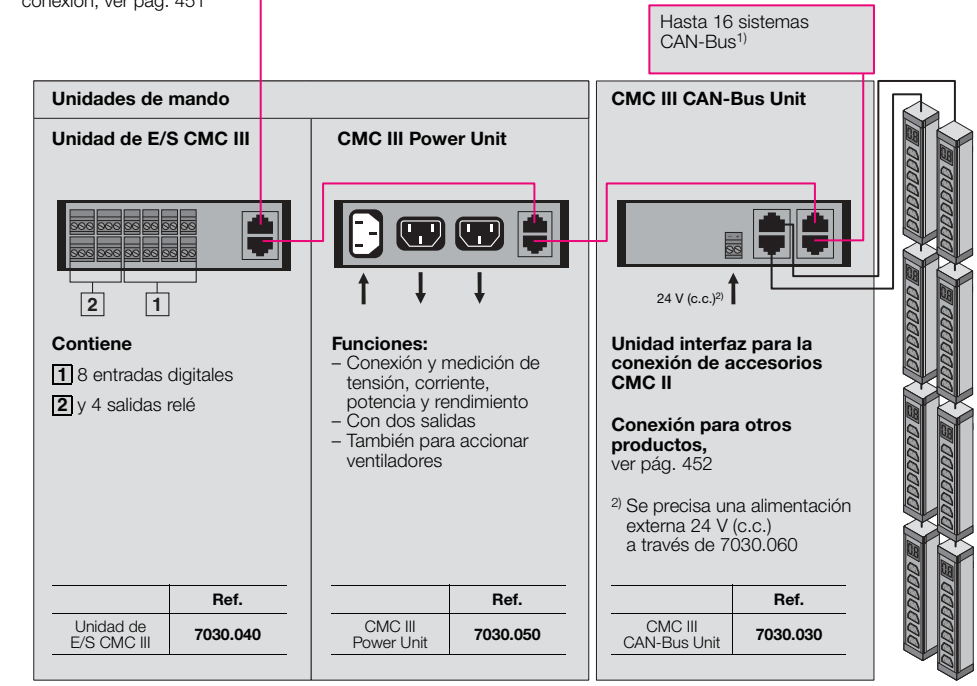 conexión, ver pág. 451
Hasta 16 sistemas
CAN-Bus1)
Unidades de mando
Unidad de E/S CMC III
CMC III Power Unit
CMC III CAN-Bus Unit
2
1
24 V (c.c.)2)
Contiene
1 8 entradas digitales
2 y 4 salidas relé
Funciones:
– Conexión y medición de
tensión, corriente,
potencia y rendimiento
– Con dos salidas
– También para accionar
ventiladores
Unidad interfaz para la
conexión de accesorios
CMC II
Conexión para otros
productos,
ver pág. 452
2) Se precisa una alimentación
externa 24 V (c.c.)
a través de 7030.060
Ref.
Unidad de
E/S CMC III
7030.040
Ref.
CMC III
Power Unit
7030.050
Ref.
CMC III
CAN-Bus Unit
7030.030